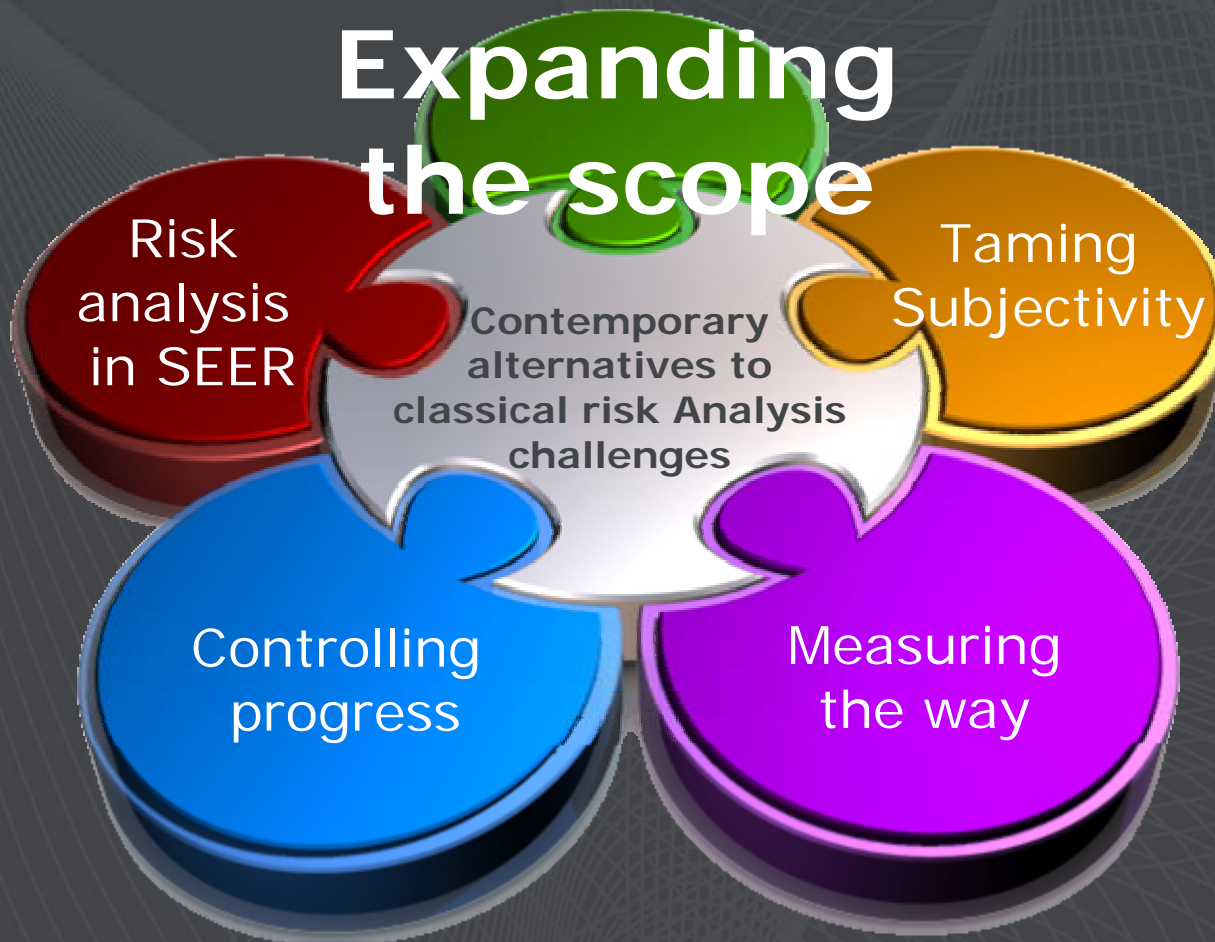 Expanding
the scope
Risk
analysis
in SEER
Taming
Subjectivity
Contemporary
alternatives to
classical risk Analysis
challenges
Controlling
progress
Measuring
the way